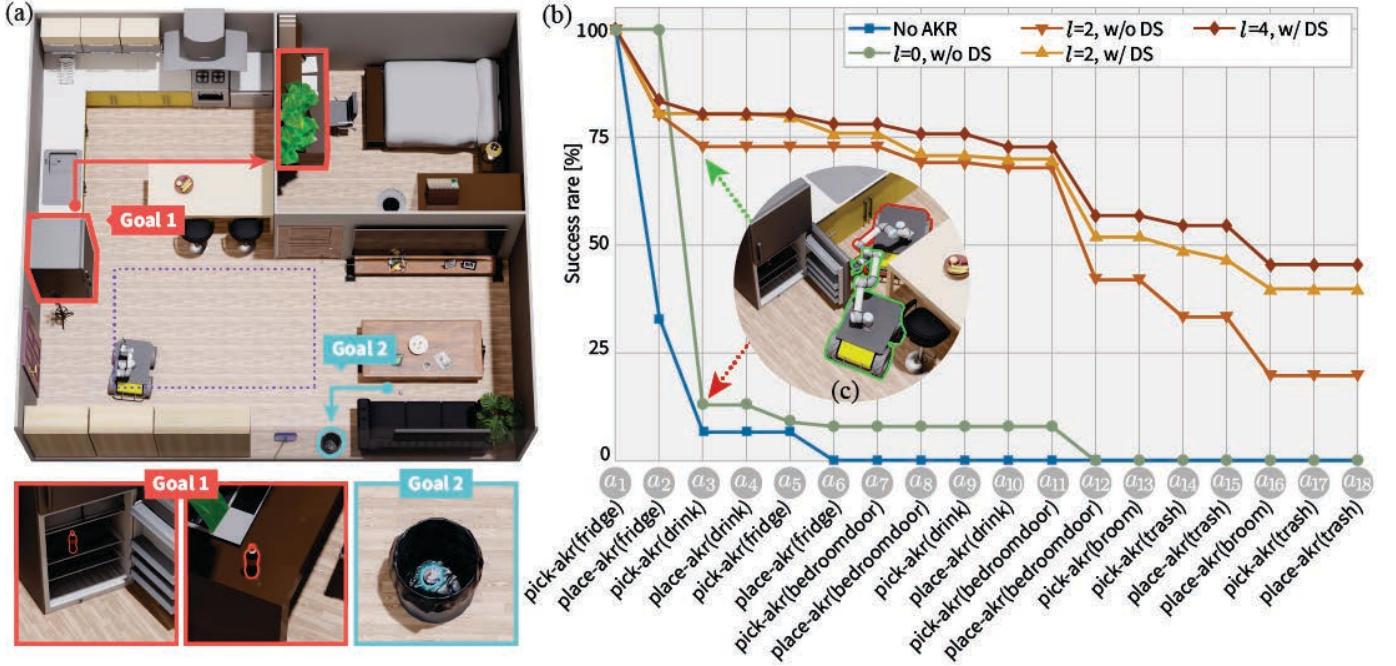 (a)
Goal 1
Goal 2
Goal 1
Goal 2
(b)
No AKR
l=0, w/o DS
l=2, w/o DS
l=2, w/ DS
l=4, w/ DS
Success rare [%]
100
75
50
25
0
(c)
a1 a2 a3 a4 a5 a6 a7 a8 a9 a10 a11 a12 a13 a14 a15 a16 a17 a18
pick-akr(fridge)
place-akr(fridge)
pick-akr(drink)
place-akr(drink)
pick-akr(fridge)
place-akr(fridge)
pick-akr(bedroomdoor)
place-akr(bedroomdoor)
pick-akr(drink)
place-akr(drink)
pick-akr(bedroomdoor)
place-akr(bedroomdoor)
pick-akr(broom)
pick-akr(trash)
place-akr(trash)
place-akr(broom)
pick-akr(trash)
place-akr(trash)